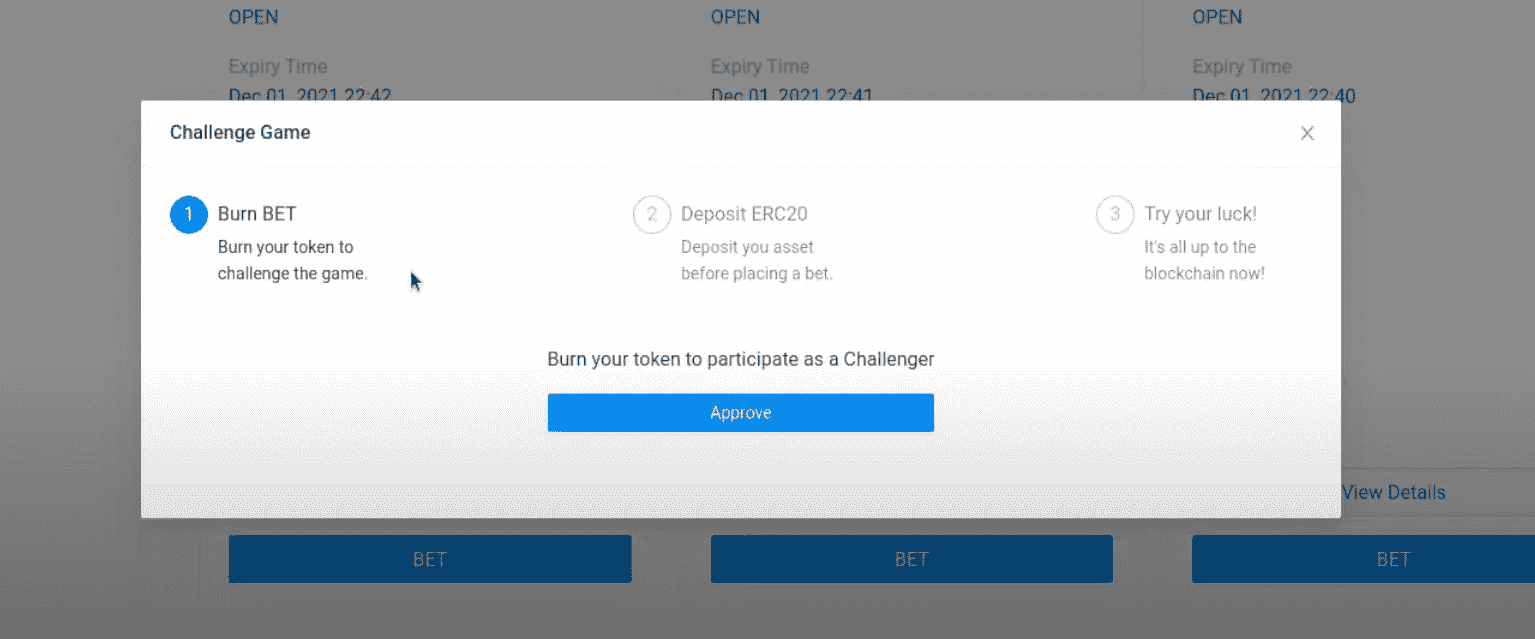 OPEN
OPEN
OPEN
Expiry Time
Expiry Time
Expiry Time
Dec 01, 2021 22:42
Dec 01, 2021 22:41
Dec 01, 2021 22:40
Challenge Game
1
Burn BET
Burn your token to
challenge the game.
2
Deposit ERC20
Deposit you asset
before placing a bet.
3
Try your luck!
It's all up to the
blockchain now!
Burn your token to participate as a Challenger
Approve
View Details
BET
BET
BET